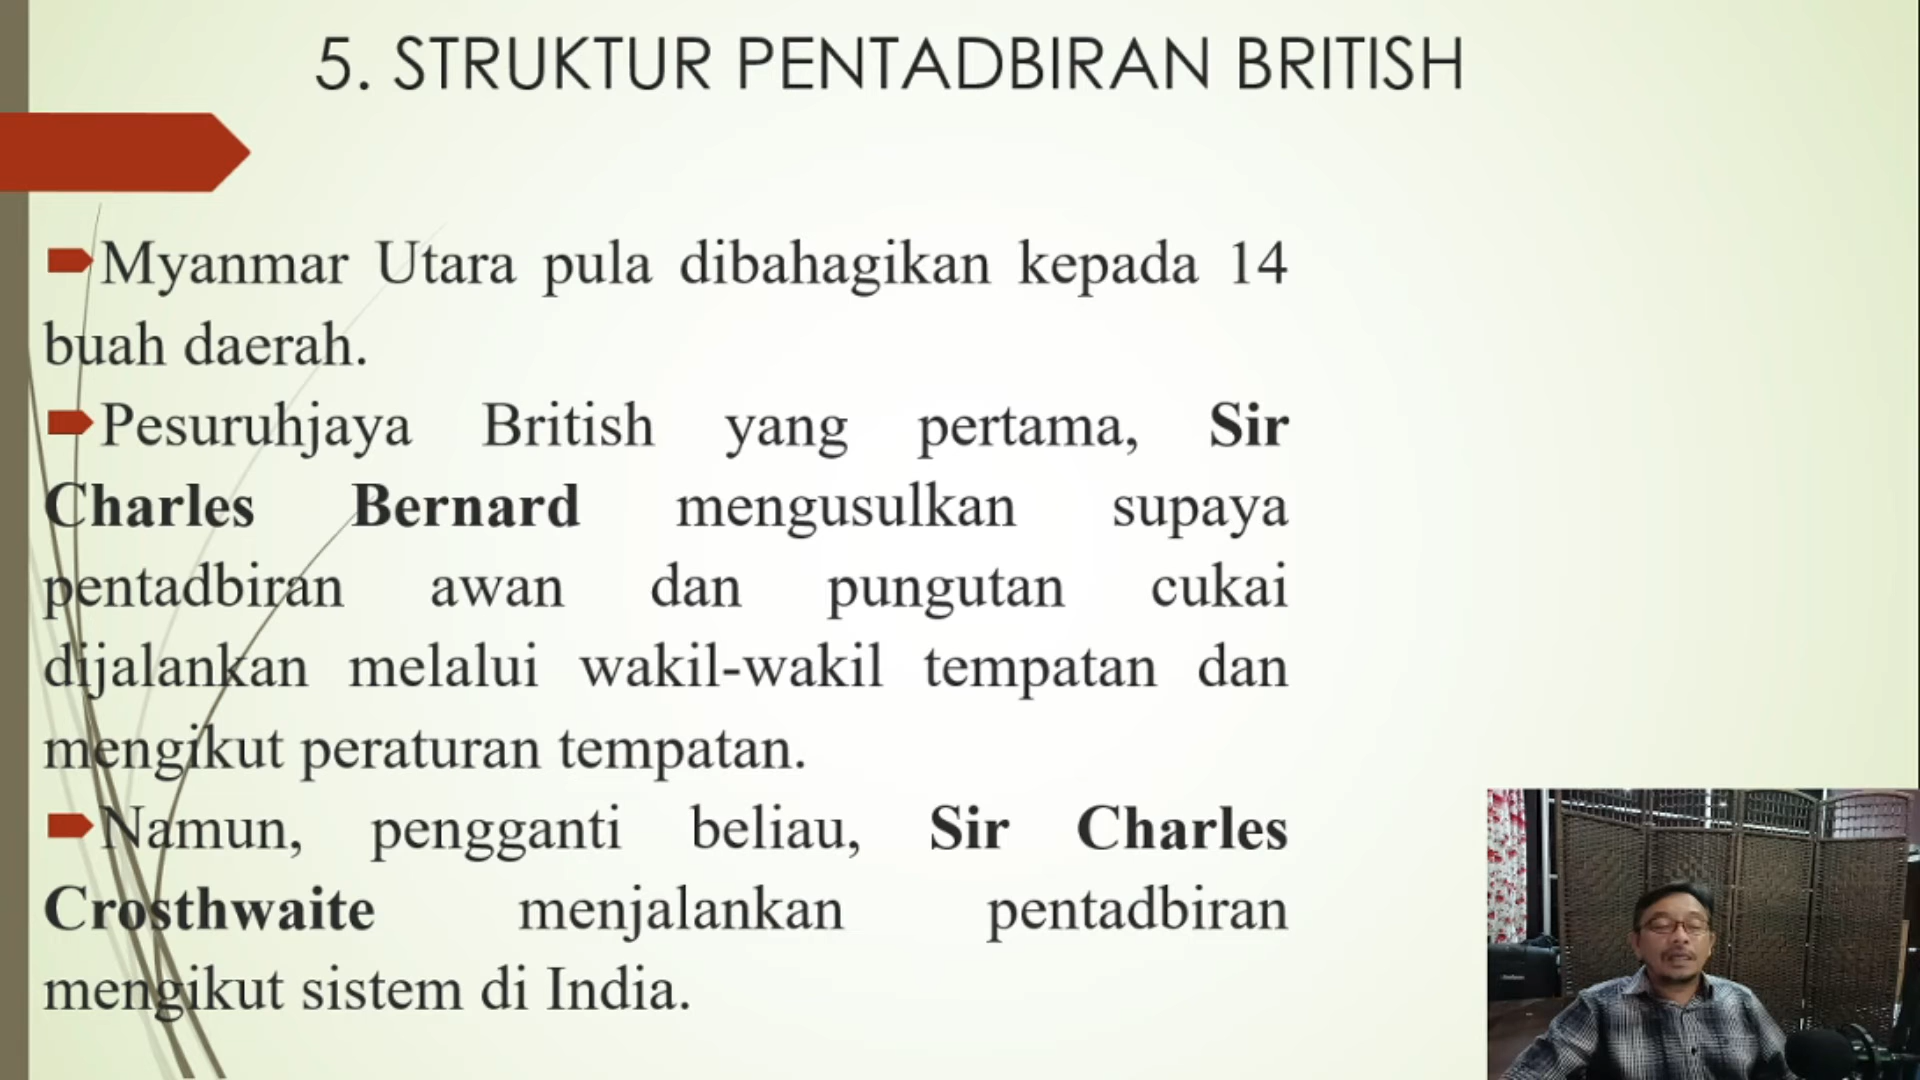 5. STRUKTUR PENTADBIRAN BRITISH
Myanmar Utara pula dibahagikan kepada 14
buah daerah.
Pesuruhjaya British yang pertama, Sir
Charles Bernard mengusulkan supaya
pentadbiran awan dan pungutan cukai
dijalankan melalui wakil-wakil tempatan dan
mengikut peraturan tempatan.
Namun, pengganti beliau, Sir Charles
Crosthwaite menjalankan pentadbiran
mengikut sistem di India.